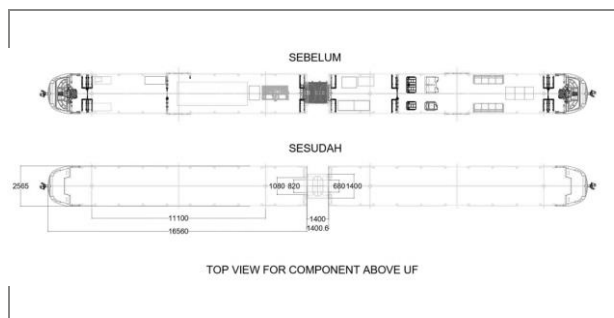 SEBELUM
SESUDAH
2565
1080 820 680 1400
11100 1400
16560 1400.6
TOP VIEW FOR COMPONENT ABOVE UF